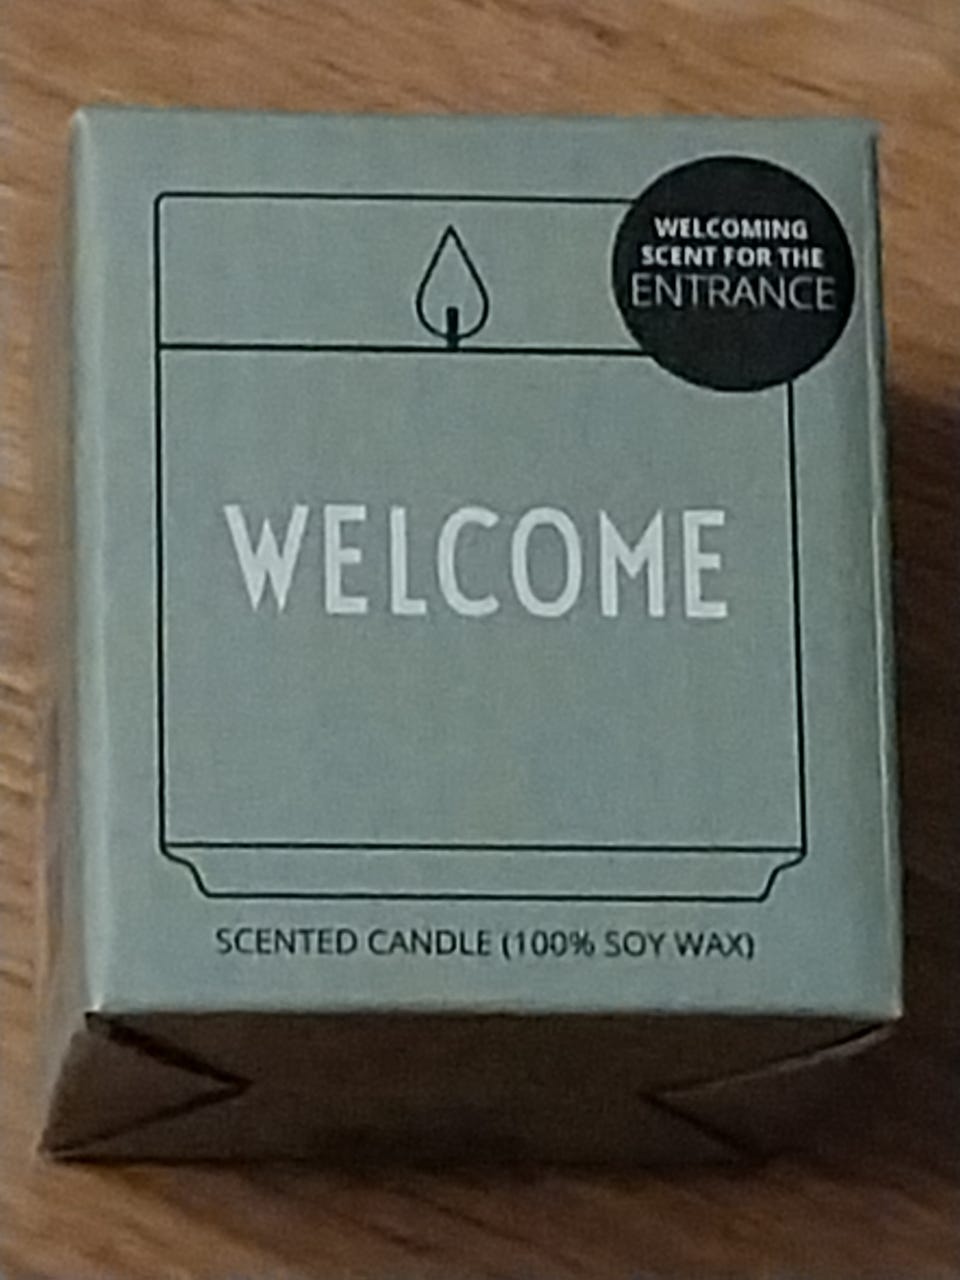 WELCOMING
SCENT FOR THE
ENTRANCE
WELCOME
SCENTED CANDLE (100% SOY WAX)